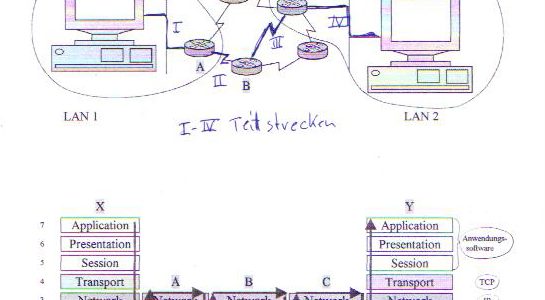 I
IV
III
A
II
B
LAN 1
LAN 2
I-IV Teilstrecken
X
Y
7 Application
Application
6 Presentation
Presentation
Anwendungs-
software
5 Session
Session
4 Transport
A
B
C
Transport
TCP
3 Network
Network
Network
Network
Network
IP